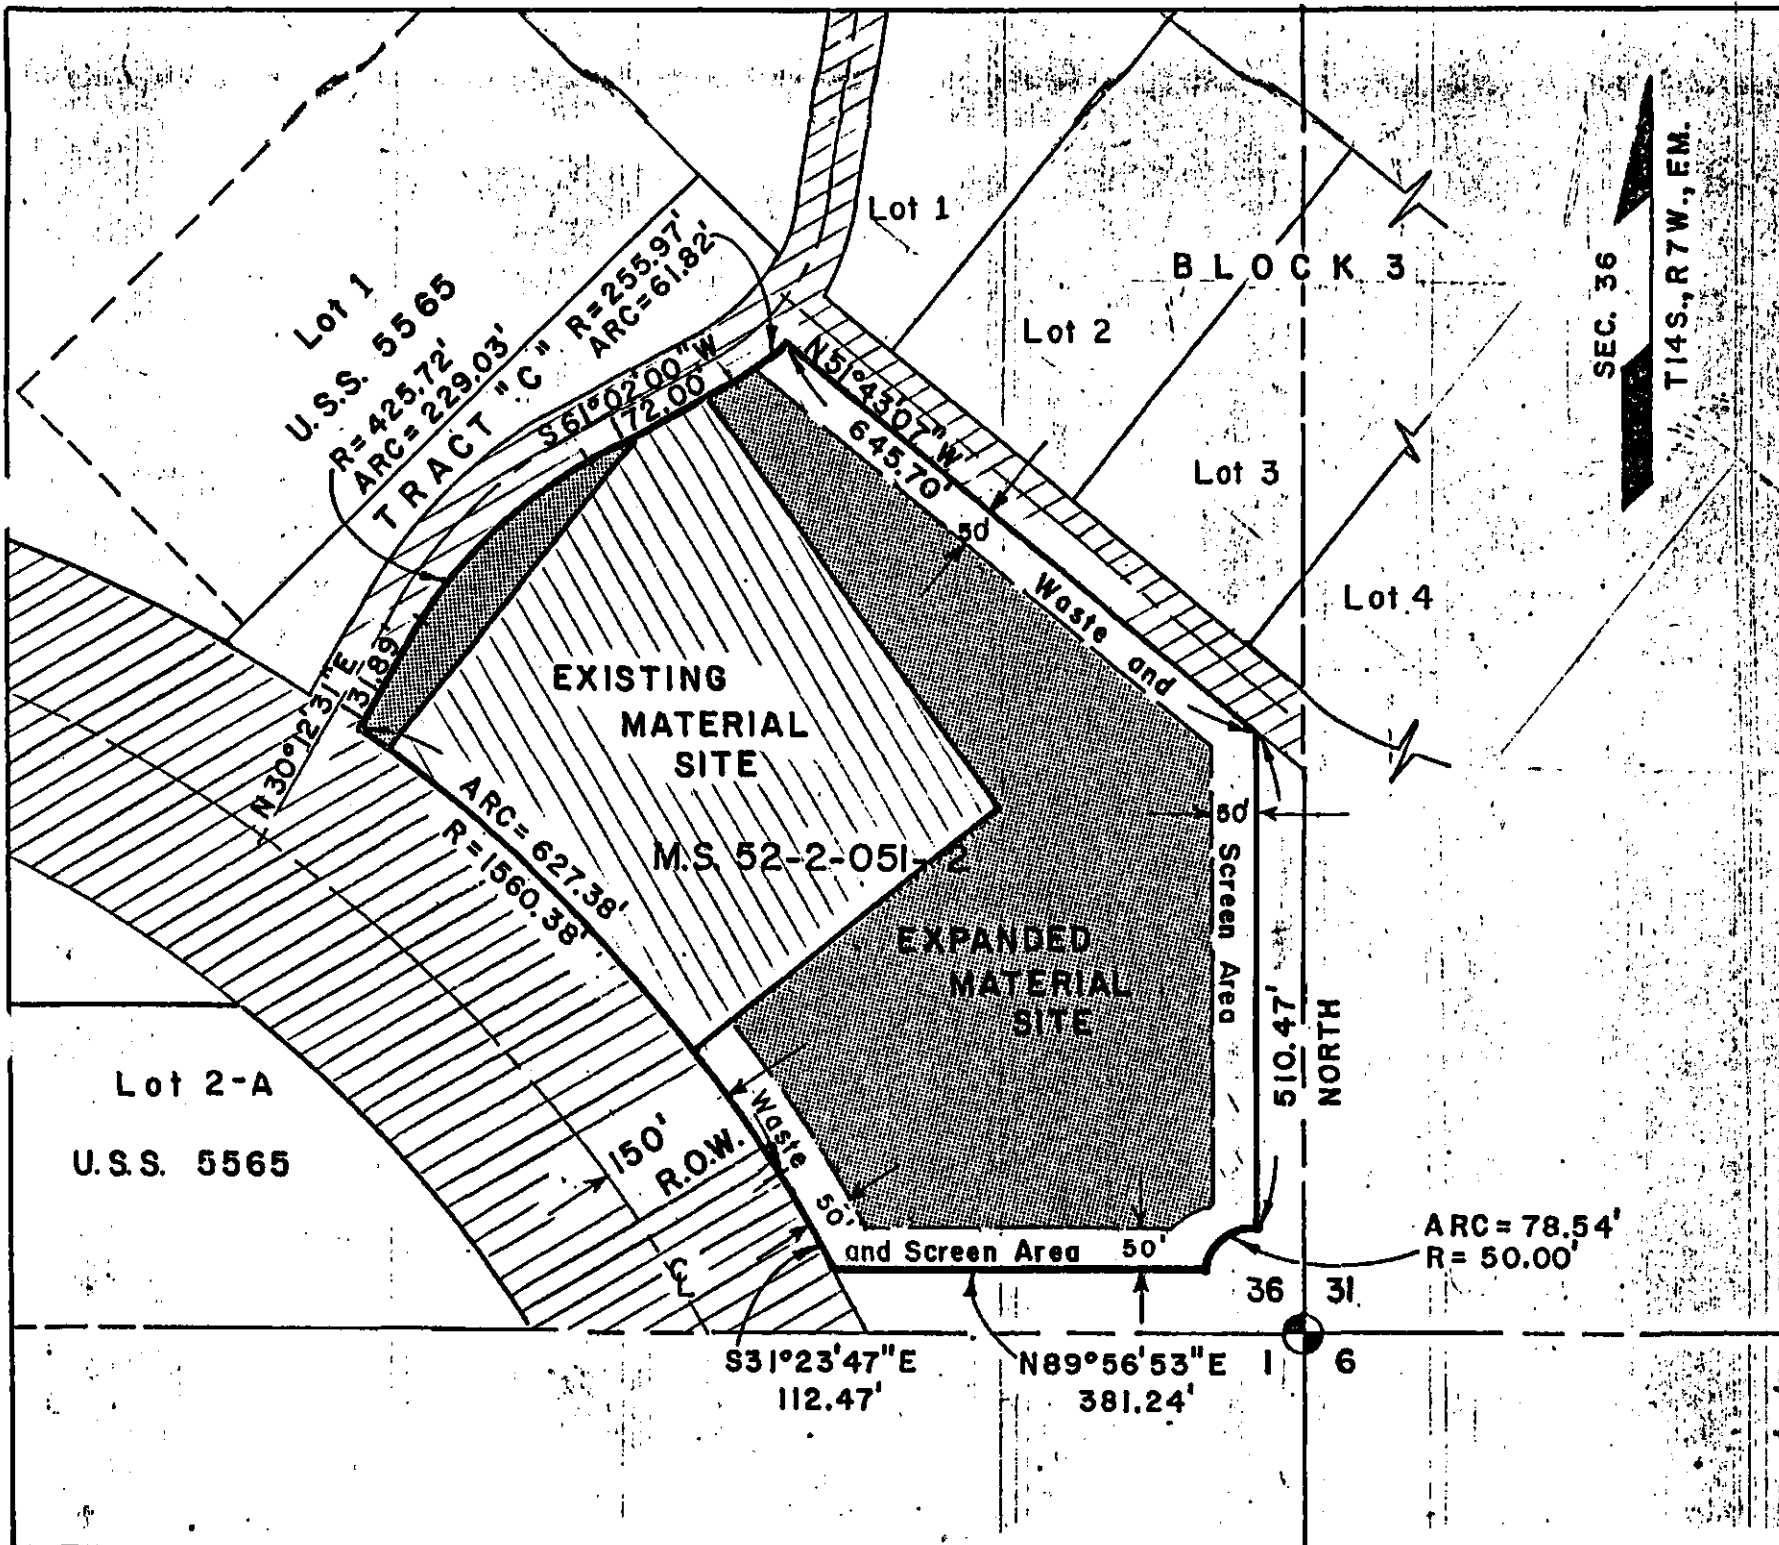 Lot 1
U.S.S. 5565
R=425.72'
ARC=229.03'
TRACT "C"
R=255.97'
ARC=61.82'
S61°02'00"W
172.00'
N51°43'07"W
645.70'
50'
Lot 1
BLOCK 3
Lot 2
Lot 3
Lot 4
SEC. 36
T14S., R7W., EM.
N30°12'31"E
131.89'
EXISTING
MATERIAL
SITE
M.S. 52-2-051-2
ARC=627.38'
R=1560.38'
Waste and
50'
Screen Area
EXPANDED
MATERIAL
SITE
510.47'
NORTH
Lot 2-A
U.S.S. 5565
150'
R.O.W.
℄
Waste
50'
and Screen Area
50'
ARC=78.54'
R=50.00'
36 31
1 6
S31°23'47"E
112.47'
N89°56'53"E
381.24'